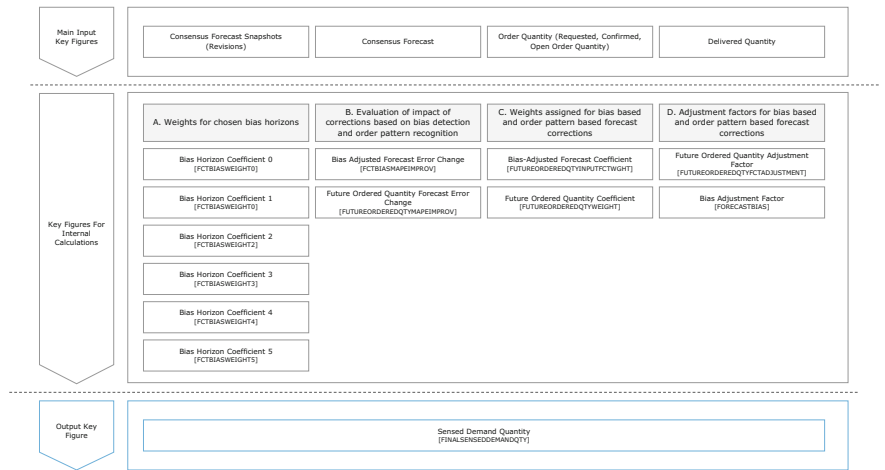 Main Input
Key Figures
Consensus Forecast Snapshots
(Revisions)
Consensus Forecast
Order Quantity (Requested, Confirmed,
Open Order Quantity)
Delivered Quantity
Key Figures For
Internal
Calculations
A. Weights for chosen bias horizons
B. Evaluation of impact of
corrections based on bias detection
and order pattern recognition
C. Weights assigned for bias based
and order pattern based forecast
corrections
D. Adjustment factors for bias based
and order pattern based forecast
corrections
Bias Horizon Coefficient 0
[FCTBIASWEIGHT0]
Bias Adjusted Forecast Error Change
[FCTBIASMAPEIMPROV]
Bias-Adjusted Forecast Coefficient
[FUTUREORDEREDQTYINPUTFCTWGHT]
Future Ordered Quantity Adjustment
Factor
[FUTUREORDEREDQTYFCTADJUSTMENT]
Bias Horizon Coefficient 1
[FCTBIASWEIGHT0]
Future Ordered Quantity Forecast Error
Change
[FUTUREORDEREDQTYMAPEIMPROV]
Future Ordered Quantity Coefficient
[FUTUREORDEREDQTYWEIGHT]
Bias Adjustment Factor
[FORECASTBIAS]
Bias Horizon Coefficient 2
[FCTBIASWEIGHT2]
Bias Horizon Coefficient 3
[FCTBIASWEIGHT3]
Bias Horizon Coefficient 4
[FCTBIASWEIGHT4]
Bias Horizon Coefficient 5
[FCTBIASWEIGHT5]
Output Key
Figure
Sensed Demand Quantity
[FINALSENSEDDEMANDQTY]